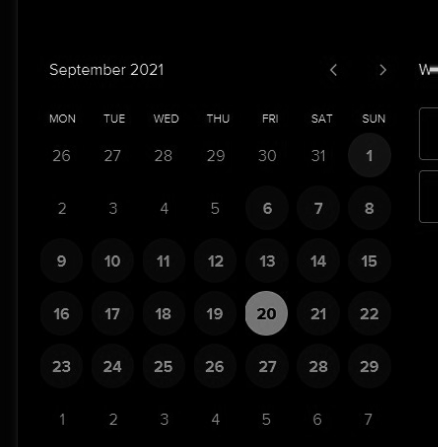 September 2021 < > W
MON TUE WED THU FRI SAT SUN
26 27 28 29 30 31 1
2 3 4 5 6 7 8
9 10 11 12 13 14 15
16 17 18 19 20 21 22
23 24 25 26 27 28 29
1 2 3 4 5 6 7